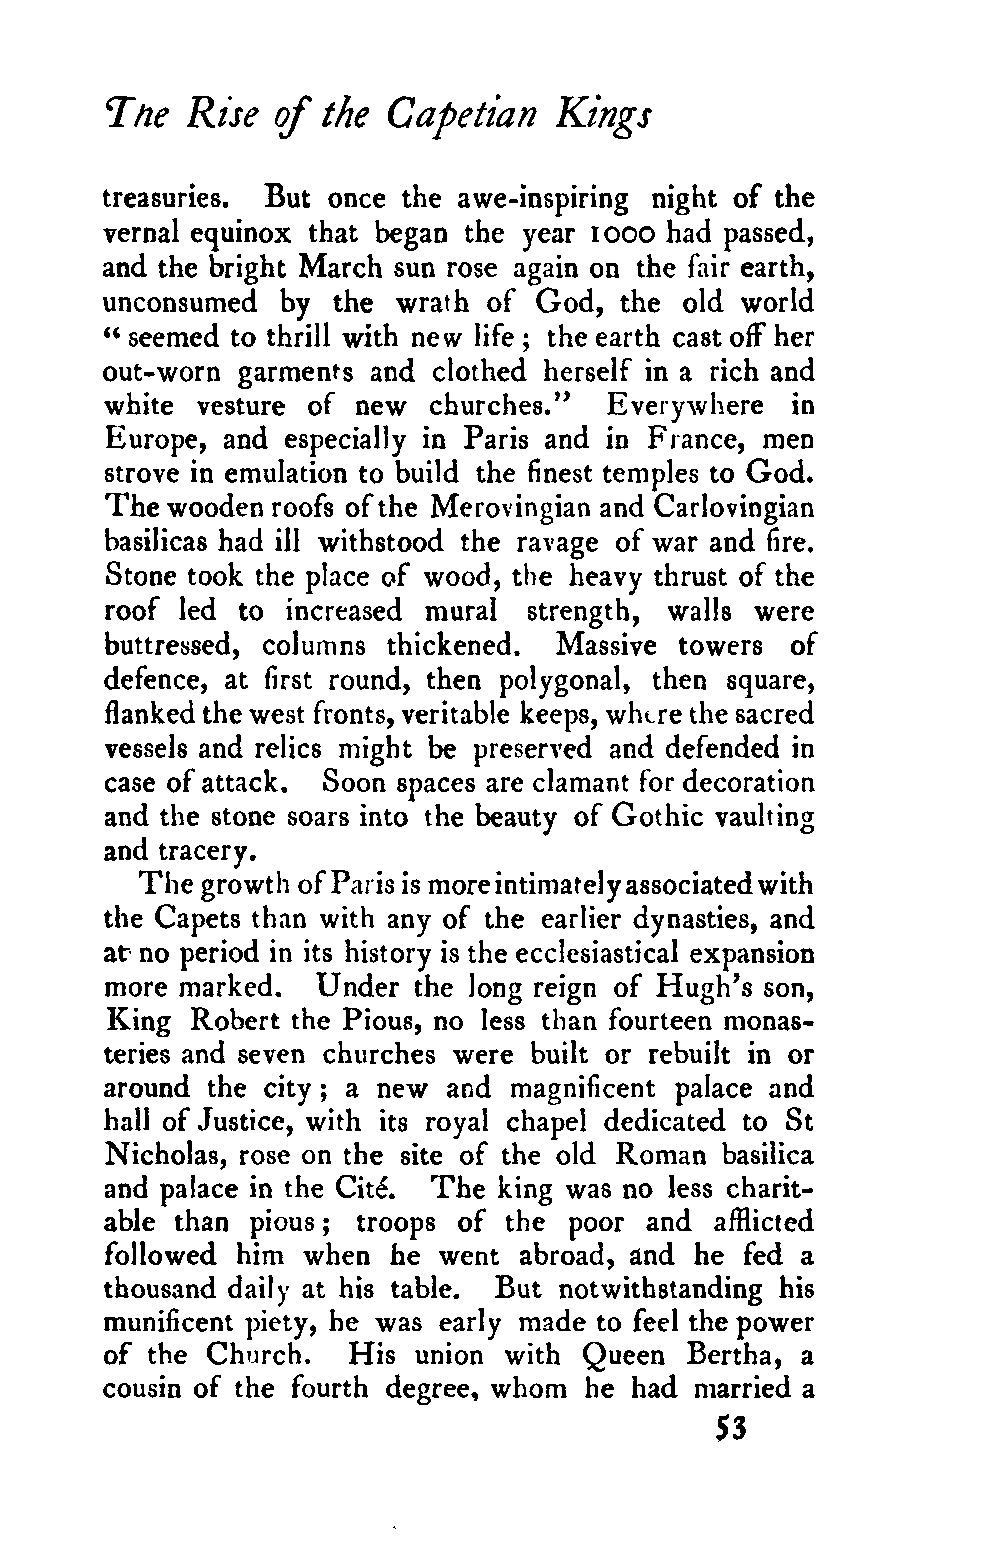 The Rise of the Capetian Kings
treasuries. But once the awe-inspiring night of the
vernal equinox that began the year 1000 had passed,
and the bright March sun rose again on the fair earth,
unconsumed by the wrath of God, the old world
“ seemed to thrill with new life ; the earth cast off her
out-worn garments and clothed herself in a rich and
white vesture of new churches.” Everywhere in
Europe, and especially in Paris and in France, men
strove in emulation to build the finest temples to God.
The wooden roofs of the Merovingian and Carlovingian
basilicas had ill withstood the ravage of war and fire.
Stone took the place of wood, the heavy thrust of the
roof led to increased mural strength, walls were
buttressed, columns thickened. Massive towers of
defence, at first round, then polygonal, then square,
flanked the west fronts, veritable keeps, where the sacred
vessels and relics might be preserved and defended in
case of attack. Soon spaces are clamant for decoration
and the stone soars into the beauty of Gothic vaulting
and tracery.
The growth of Paris is more intimately associated with
the Capets than with any of the earlier dynasties, and
at no period in its history is the ecclesiastical expansion
more marked. Under the long reign of Hugh’s son,
King Robert the Pious, no less than fourteen monas-
teries and seven churches were built or rebuilt in or
around the city ; a new and magnificent palace and
hall of Justice, with its royal chapel dedicated to St
Nicholas, rose on the site of the old Roman basilica
and palace in the Cité. The king was no less charit-
able than pious ; troops of the poor and afflicted
followed him when he went abroad, and he fed a
thousand daily at his table. But notwithstanding his
munificent piety, he was early made to feel the power
of the Church. His union with Queen Bertha, a
cousin of the fourth degree, whom he had married a
53